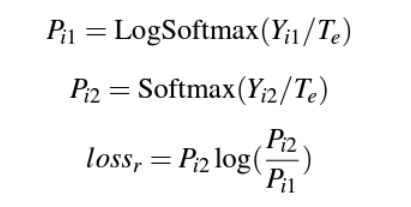 P_{i1} = LogSoftmax(Y_{i1}/T_e)
P_{i2} = Softmax(Y_{i2}/T_e)
loss_r = P_{i2} log(\frac{P_{i2}}{P_{i1}})